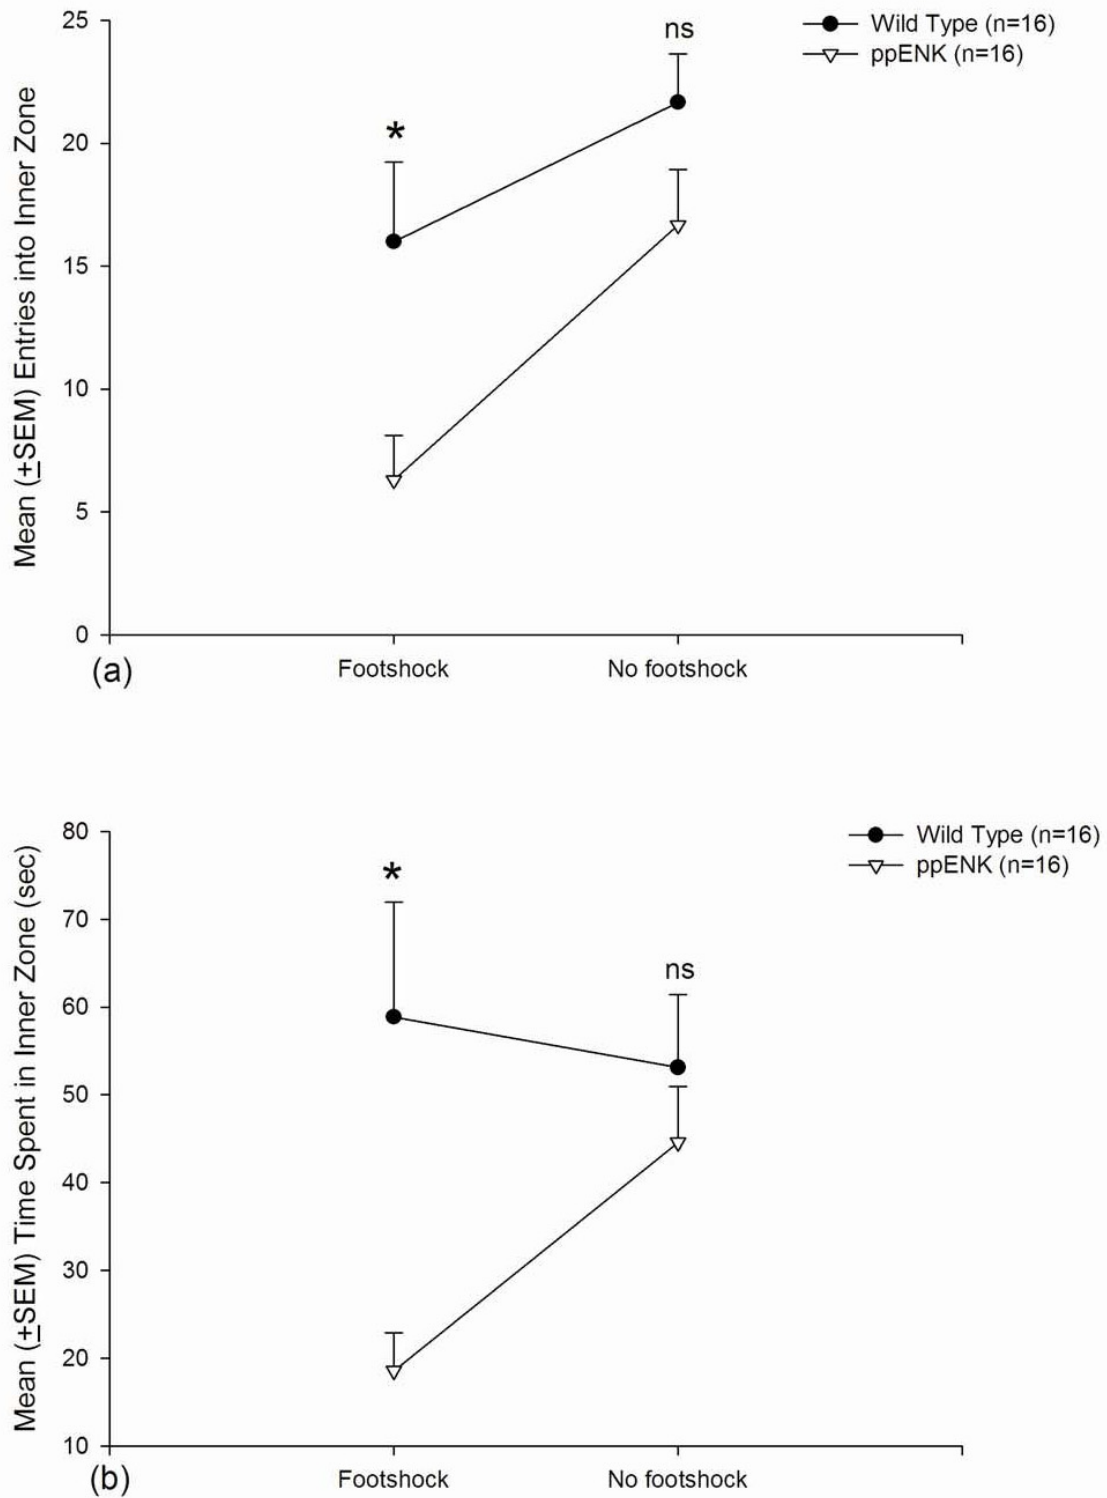 Wild Type (n=16)
ppENK (n=16)
ns
*
Mean (±SEM) Entries into Inner Zone
25
20
15
10
5
0
Footshock No footshock
(a)
Wild Type (n=16)
ppENK (n=16)
*
ns
Mean (±SEM) Time Spent in Inner Zone (sec)
80
70
60
50
40
30
20
10
Footshock No footshock
(b)